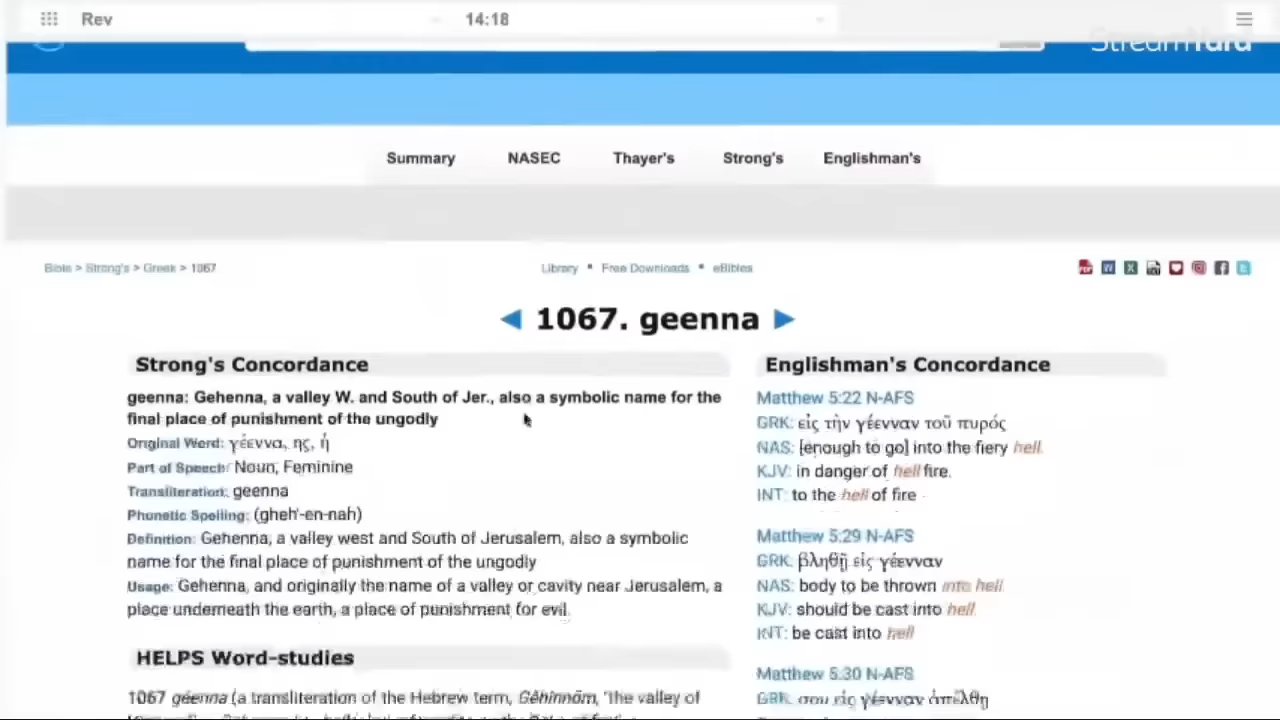 Rev 14:18
StreamYard
Summary NASEC Thayer's Strong's Englishman's
Bible > Strong's > Greek > 1067
Library • Free Downloads • eBibles
◄ 1067. geenna ►
Strong's Concordance
geenna: Gehenna, a valley W. and South of Jer., also a symbolic name for the
final place of punishment of the ungodly
Original Word: γέεννα, ης, ἡ
Part of Speech: Noun, Feminine
Transliteration: geenna
Phonetic Spelling: (gheh'-en-nah)
Definition: Gehenna, a valley west and South of Jerusalem, also a symbolic
name for the final place of punishment of the ungodly
Usage: Gehenna, and originally the name of a valley or cavity near Jerusalem, a
place underneath the earth, a place of punishment for evil.
HELPS Word-studies
1067 géenna (a transliteration of the Hebrew term, Gêhinnōm, "the valley of
Englishman's Concordance
Matthew 5:22 N-AFS
GRK: εἰς τὴν γέενναν τοῦ πυρός
NAS: [enough to go] into the fiery hell.
KJV: in danger of hell fire.
INT: to the hell of fire
Matthew 5:29 N-AFS
GRK: βληθῇ εἰς γέενναν
NAS: body to be thrown into hell.
KJV: should be cast into hell.
INT: be cast into hell
Matthew 5:30 N-AFS
GRK: σου εἰς γέενναν ἀπέλθῃ